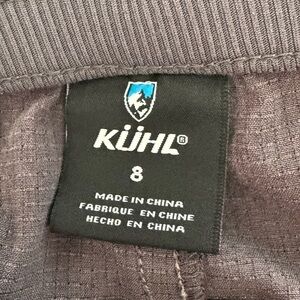 KÜHL®
8
MADE IN CHINA
FABRIQUE EN CHINE
HECHO EN CHINA